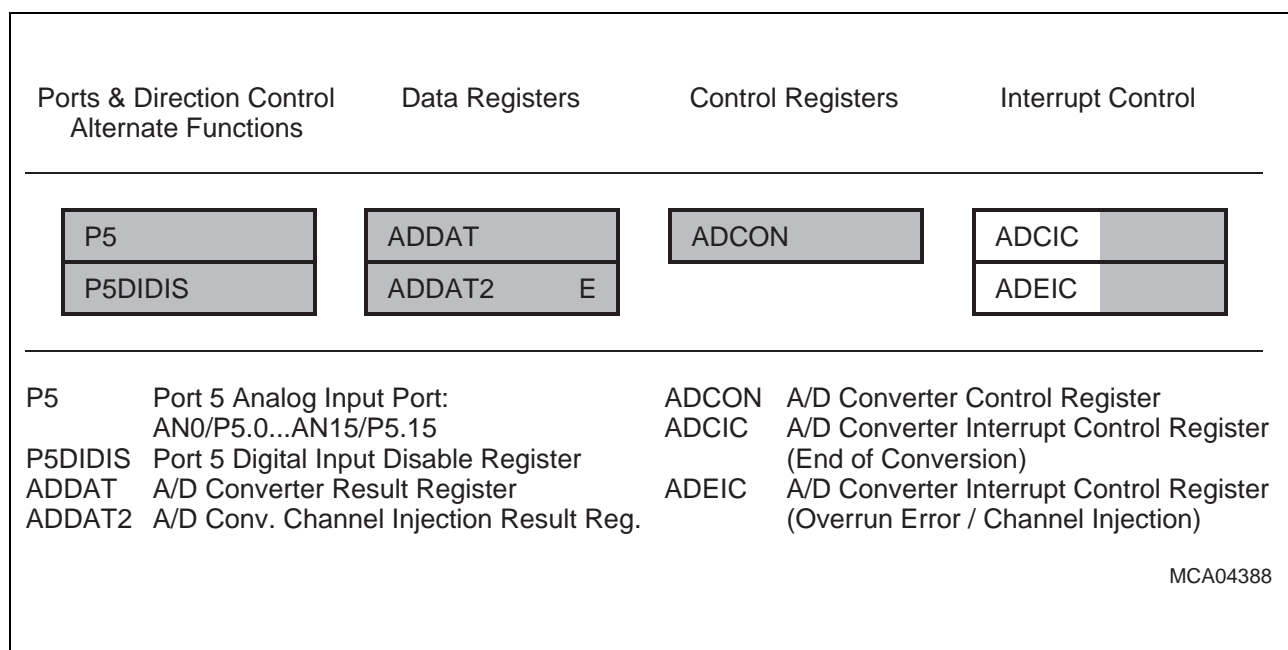 Ports & Direction Control
Alternate Functions
Data Registers
Control Registers
Interrupt Control
P5
P5DIDIS
ADDAT
ADDAT2 E
ADCON
ADCIC
ADEIC
P5 Port 5 Analog Input Port:
AN0/P5.0...AN15/P5.15
P5DIDIS Port 5 Digital Input Disable Register
ADDAT A/D Converter Result Register
ADDAT2 A/D Conv. Channel Injection Result Reg.
ADCON A/D Converter Control Register
ADCIC A/D Converter Interrupt Control Register
(End of Conversion)
ADEIC A/D Converter Interrupt Control Register
(Overrun Error / Channel Injection)
MCA04388